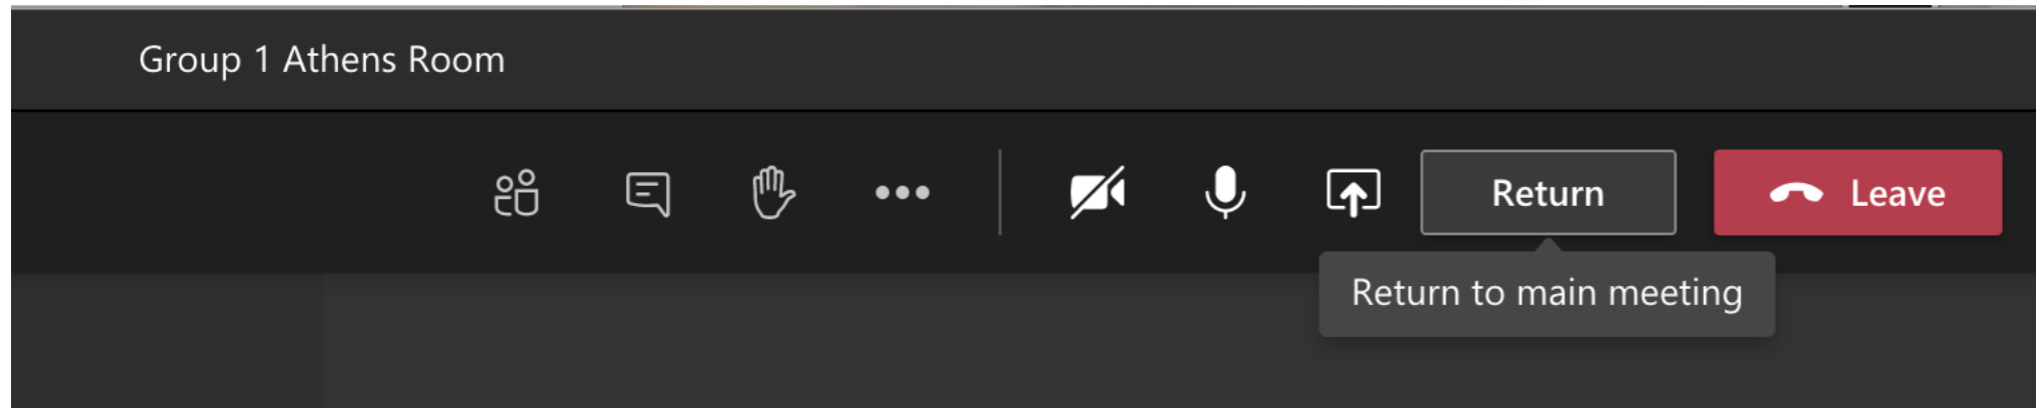 Group 1 Athens Room
Return
Leave
Return to main meeting